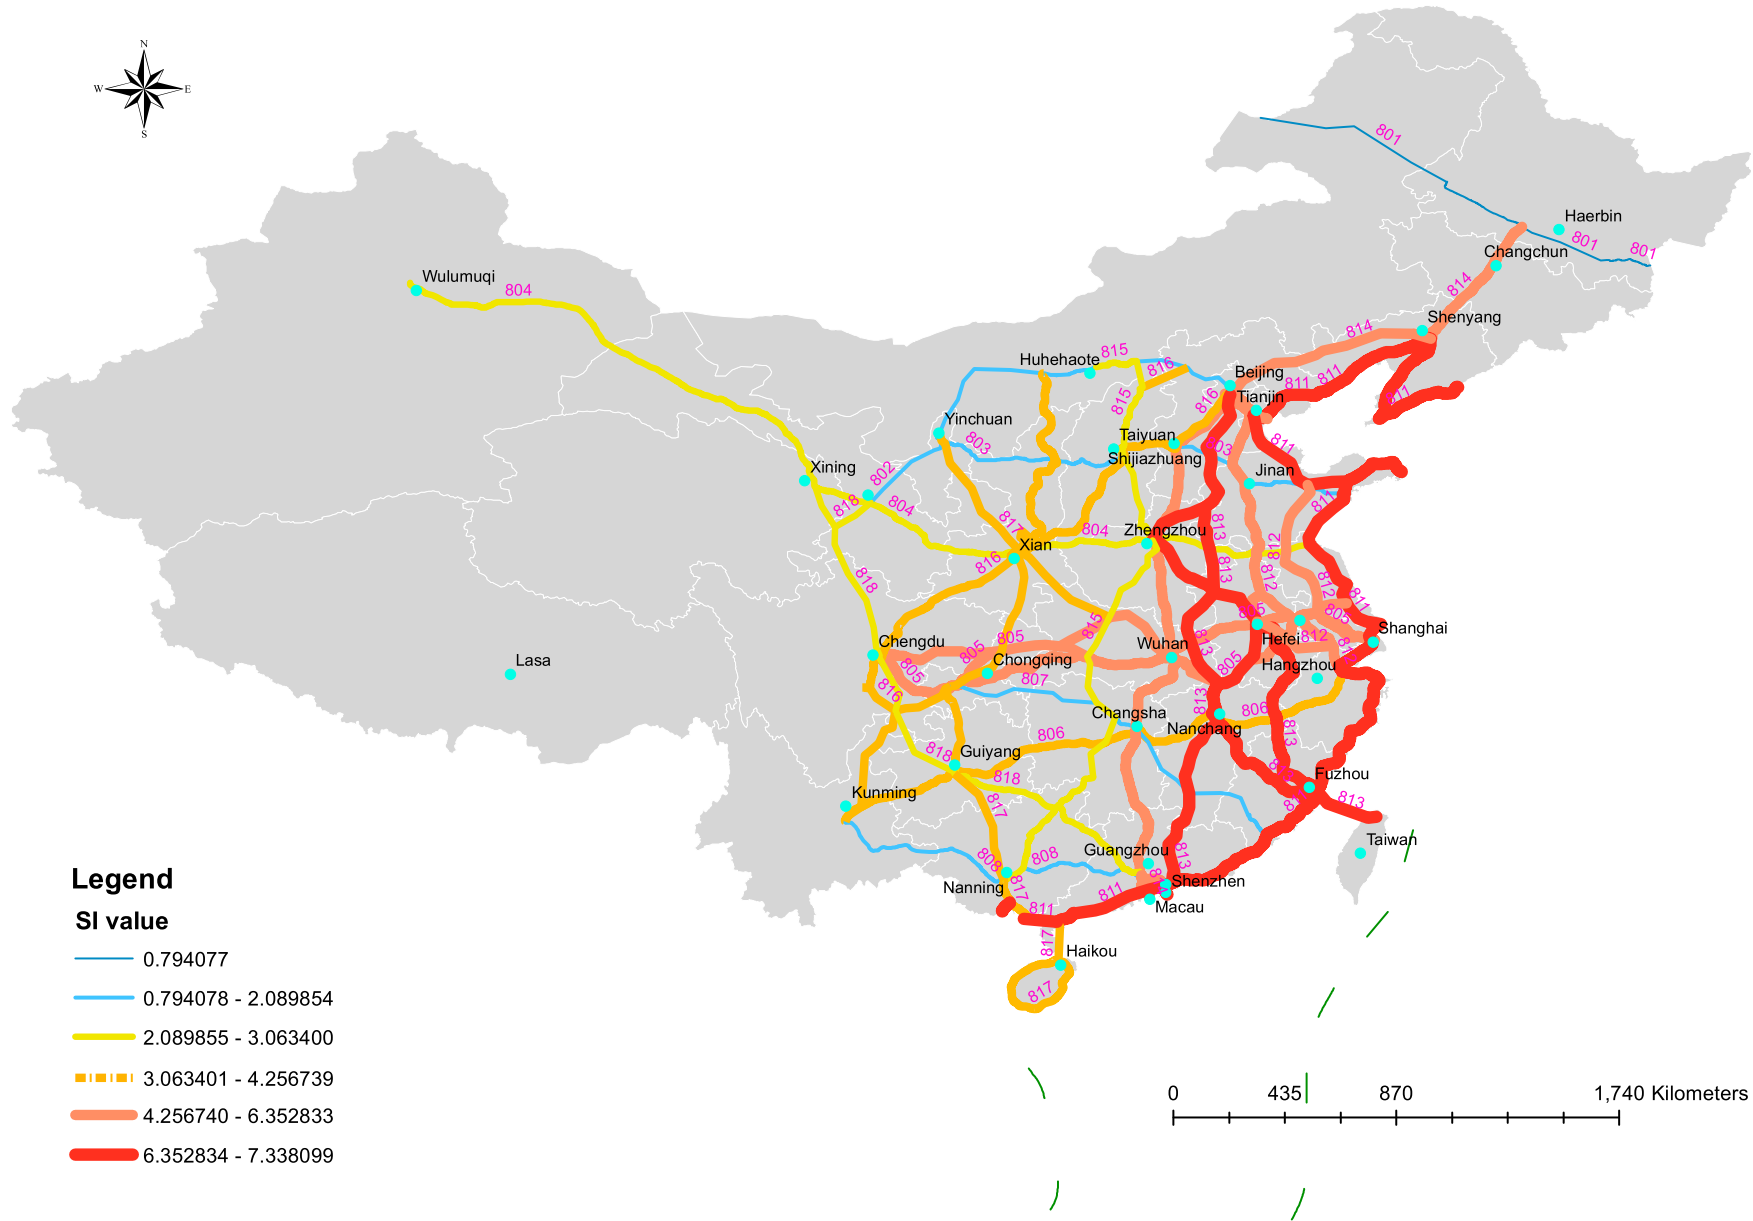 N
W
E
S
801
Haerbin
801
801
Changchun
Wulumuqi
804
814
Shenyang
814
Huhehaote
815
816
Beijing
811
811
Tianjin
811
815
816
Yinchuan
803
Taiyuan
803
811
Shijiazhuang
Xining
802
Jinan
818
804
811
817
804
Zhengzhou
813
Xian
812
816
813
818
812
812
811
805
805
815
Shanghai
Chengdu
805
Wuhan
813
Hefei
812
Lasa
805
Chongqing
805
Hangzhou
805
807
816
813
806
Changsha
Nanchang
806
813
818
Guiyang
818
Fuzhou
Kunming
817
813
Taiwan
808
808
Guangzhou
813
Nanning
817
811
Shenzhen
811
Macau
817
Haikou
817
Legend
SI value
0.794077
0.794078 - 2.089854
2.089855 - 3.063400
3.063401 - 4.256739
4.256740 - 6.352833
6.352834 - 7.338099
0 435 870 1,740 Kilometers